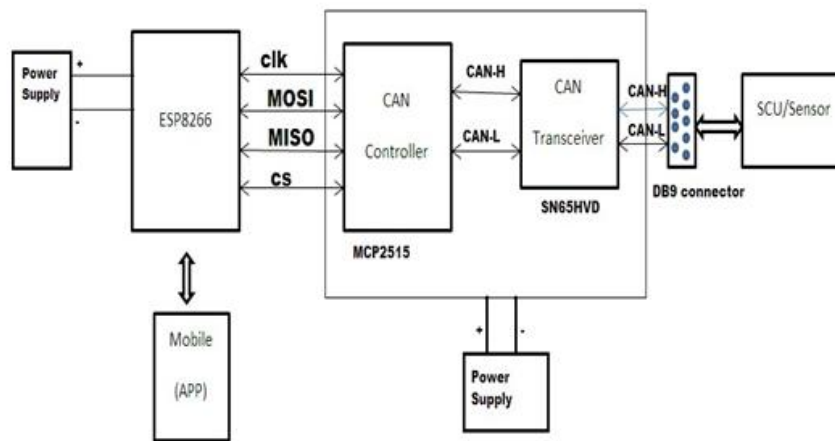 Power
Supply
+
-
ESP8266
clk
MOSI
MISO
cs
CAN
Controller
MCP2515
CAN-H
CAN-L
CAN
Transceiver
SN65HVD
CAN-H
CAN-L
DB9 connector
SCU/Sensor
Mobile
(APP)
+
-
Power
Supply